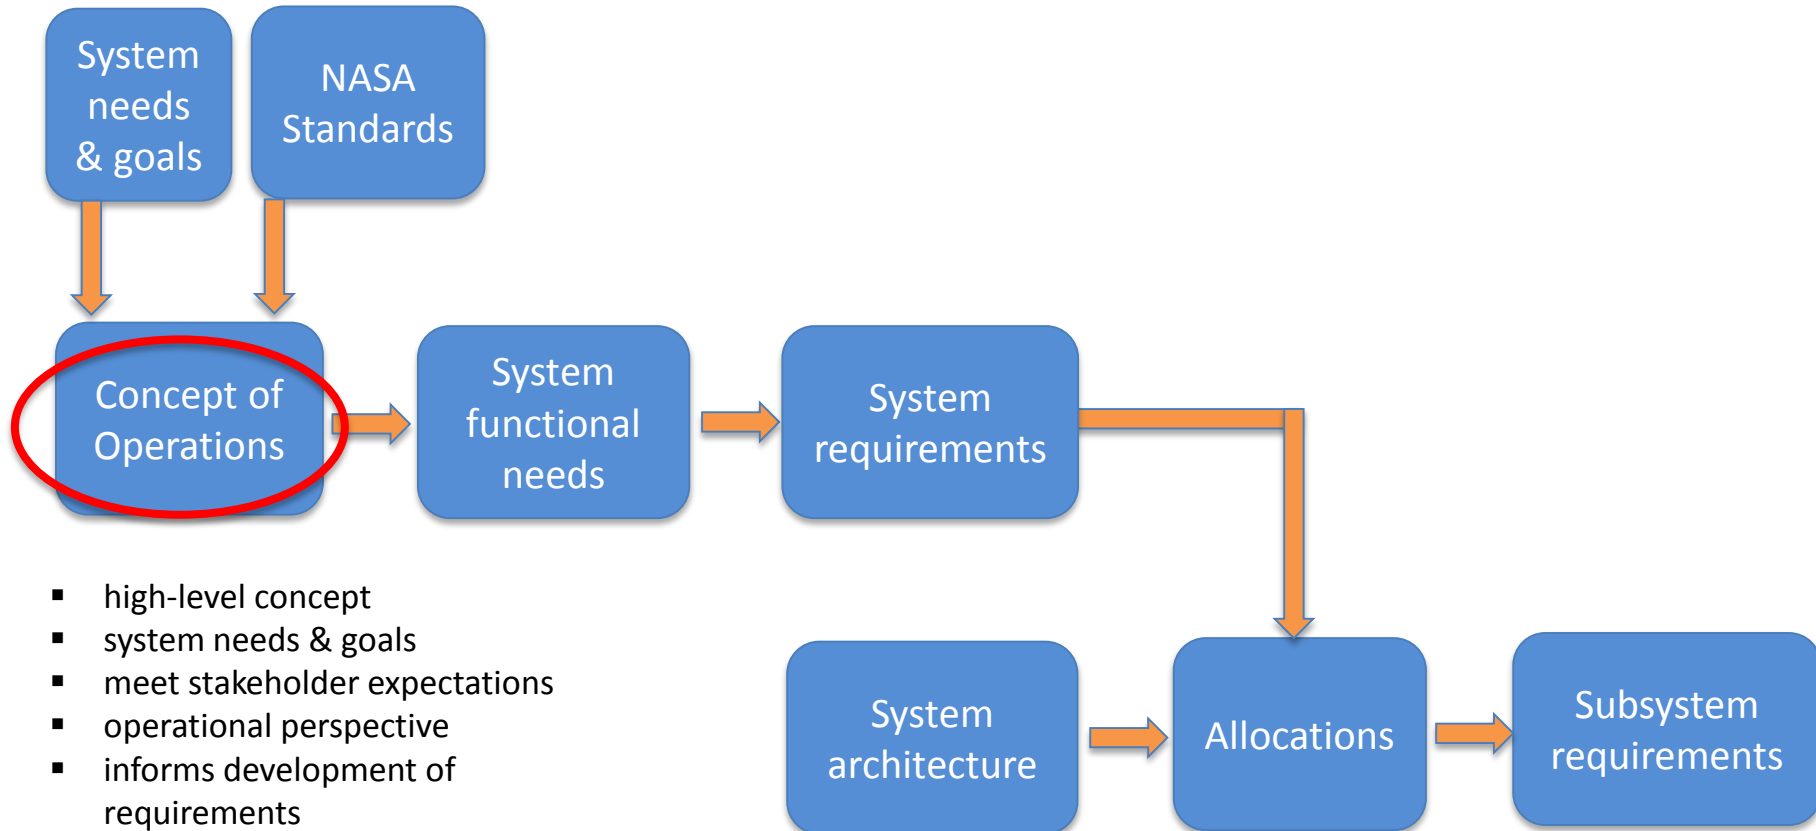 System
needs
& goals
NASA
Standards
Concept of
Operations
System
functional
needs
System
requirements
▪ high-level concept
▪ system needs & goals
▪ meet stakeholder expectations
▪ operational perspective
▪ informs development of
requirements
System
architecture
Allocations
Subsystem
requirements